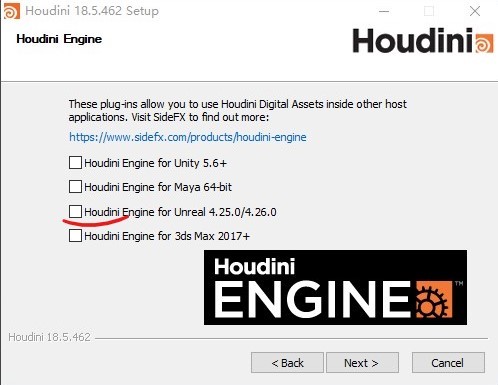 Houdini 18.5.462 Setup
Houdini Engine
Houdini
These plug-ins allow you to use Houdini Digital Assets inside other host
applications. Visit SideFX to find out more:
https://www.sidefx.com/products/houdini-engine
Houdini Engine for Unity 5.6+
Houdini Engine for Maya 64-bit
Houdini Engine for Unreal 4.25.0/4.26.0
Houdini Engine for 3ds Max 2017+
Houdini
ENGINE™
Houdini 18.5.462
< Back Next > Cancel